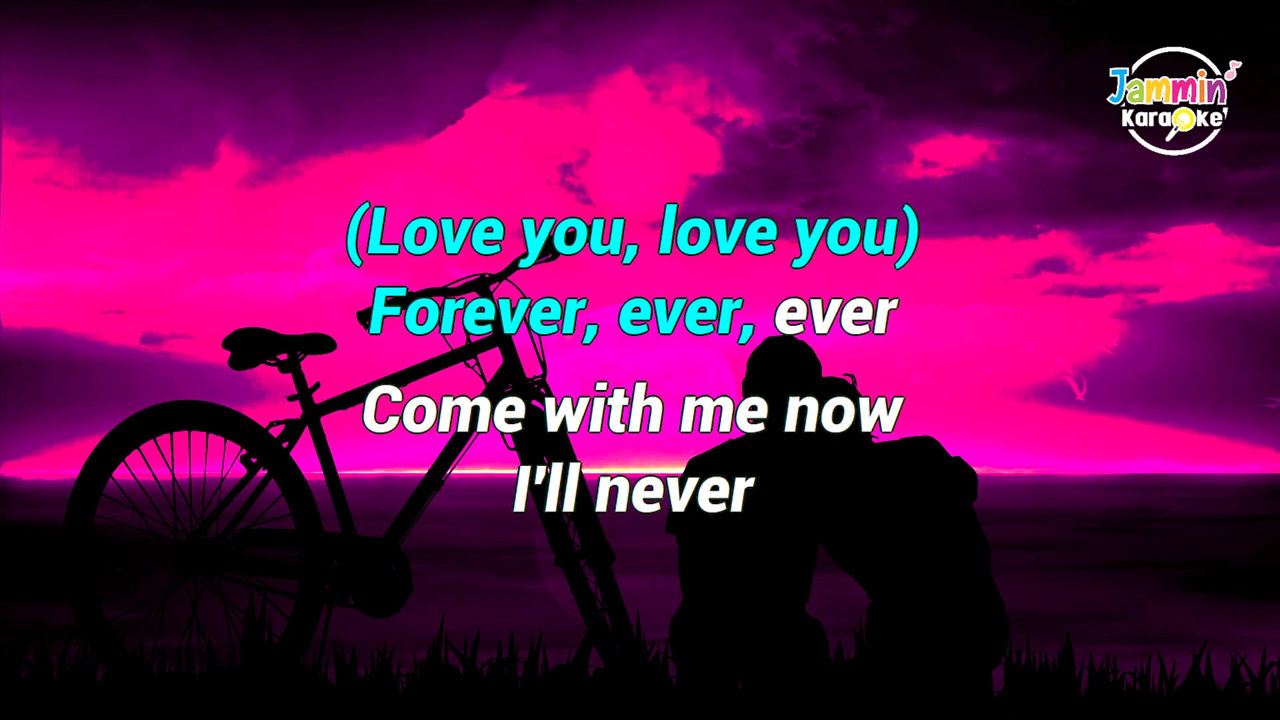 Jammin'
Karaoke
(Love you, love you)
Forever, ever, ever
Come with me now
I'll never